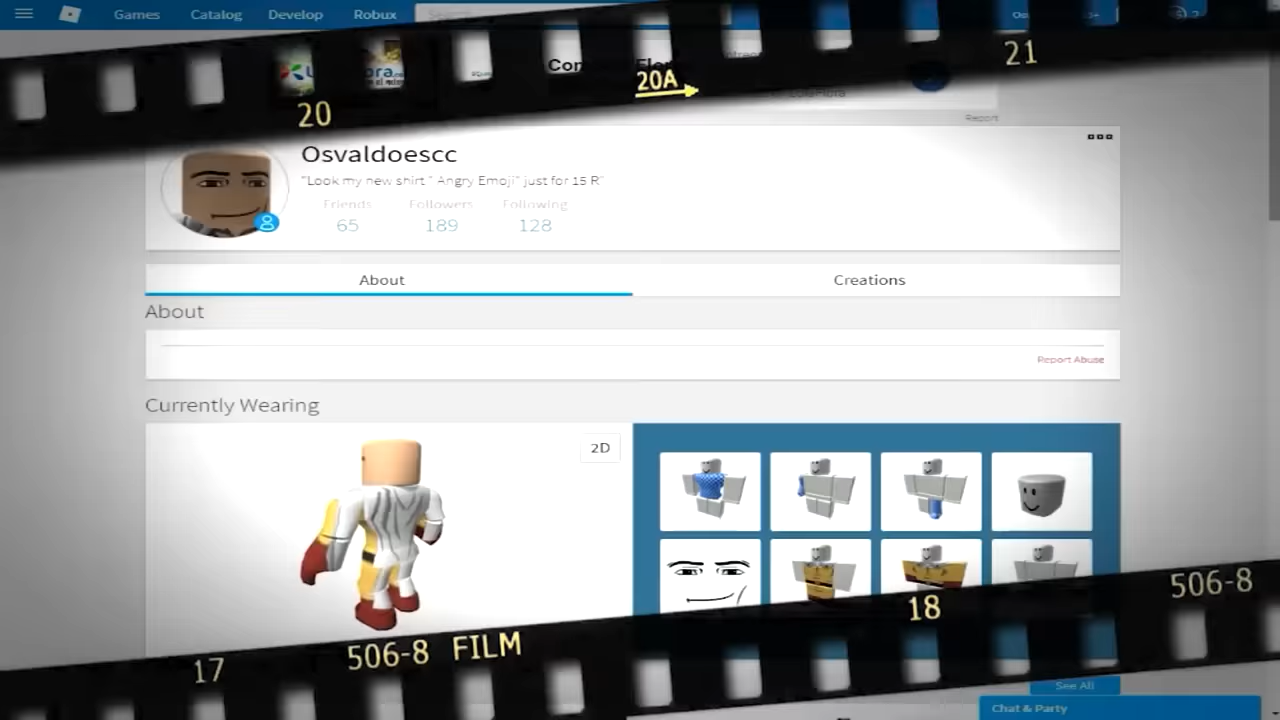 Games Catalog Develop Robux
21
20A
20
Report
Osvaldoescc
"Look my new shirt " Angry Emoji" just for 15 R"
Friends Followers Following
65 189 128
About Creations
About
Report Abuse
Currently Wearing
2D
506-8
18
506-8 FILM
17
See All
Chat & Party